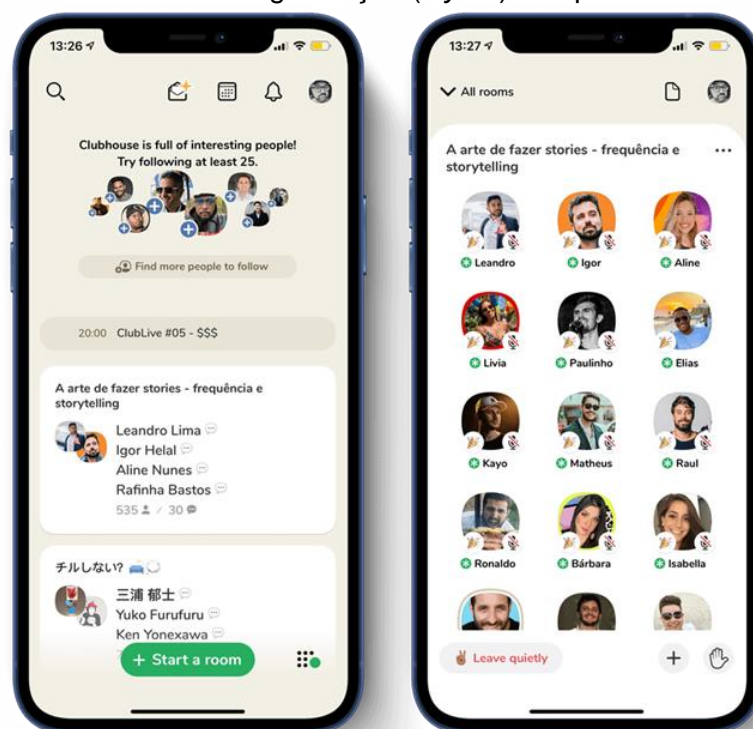 13:26
Clubhouse is full of interesting people!
Try following at least 25.
Find more people to follow
20:00 ClubLive #05 - $$$
A arte de fazer stories - frequência e
storytelling
Leandro Lima
Igor Helal
Aline Nunes
Rafinha Bastos
535 / 30
チルしない?
三浦 郁士
Yuko Furufuru
Ken Yonexawa
+ Start a room
13:27
All rooms
A arte de fazer stories - frequência e
storytelling
Leandro
Igor
Aline
Livia
Paulinho
Elias
Kayo
Matheus
Raul
Ronaldo
Bárbara
Isabella
Leave quietly